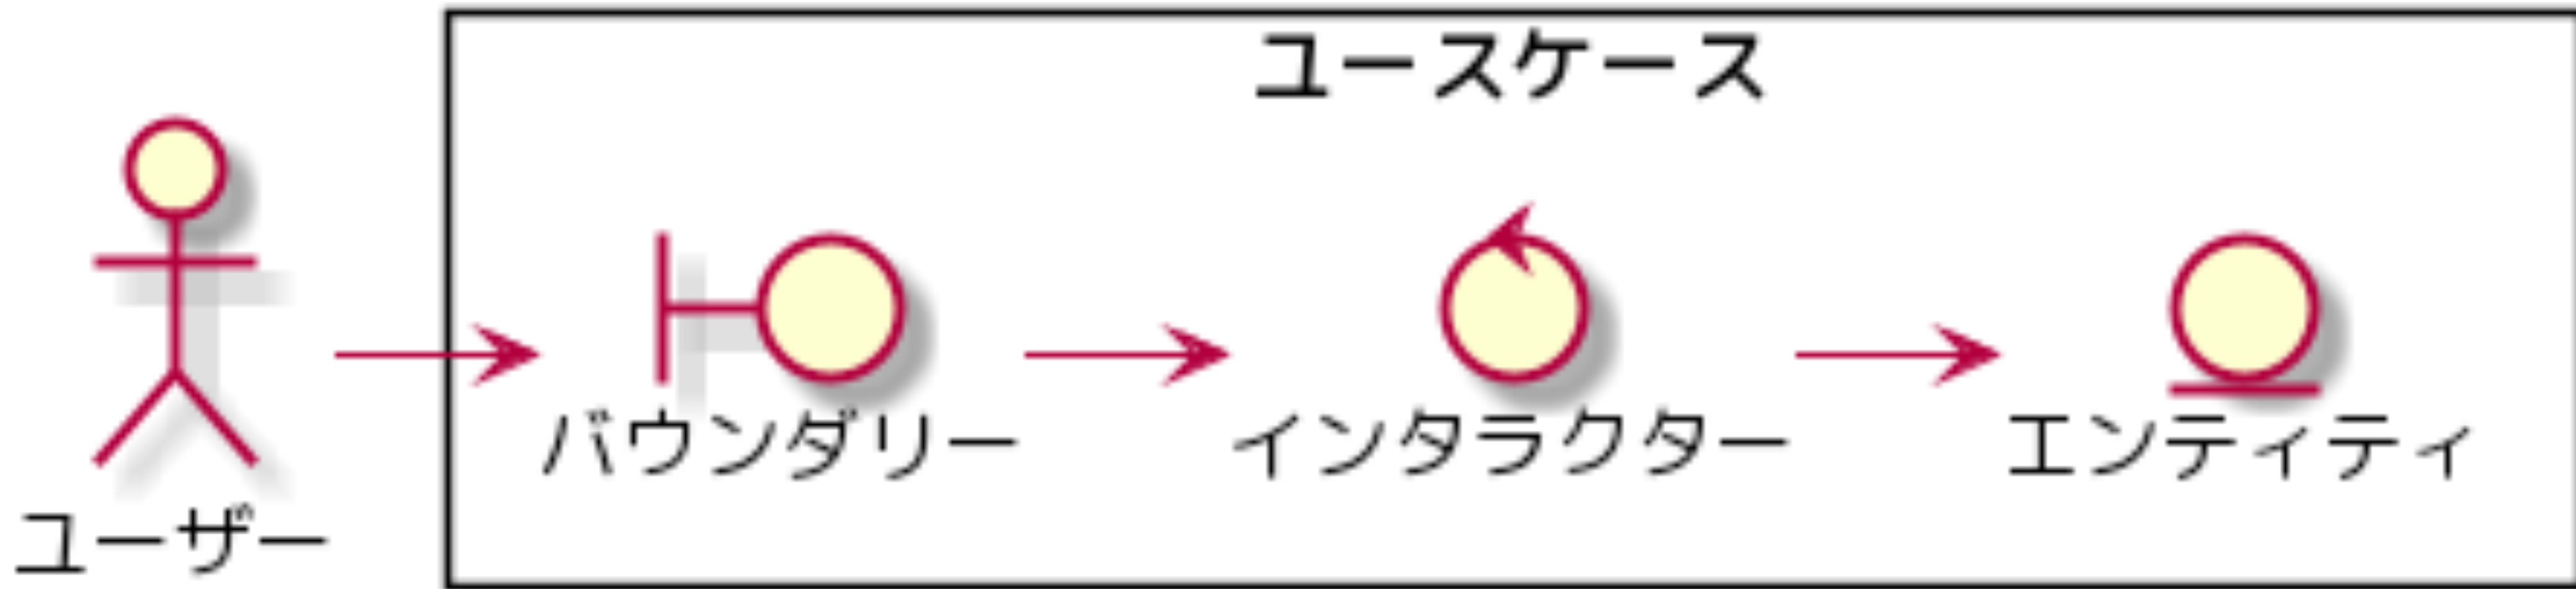 ユースケース
ユーザー
バウンダリー
インタラクター
エンティティ